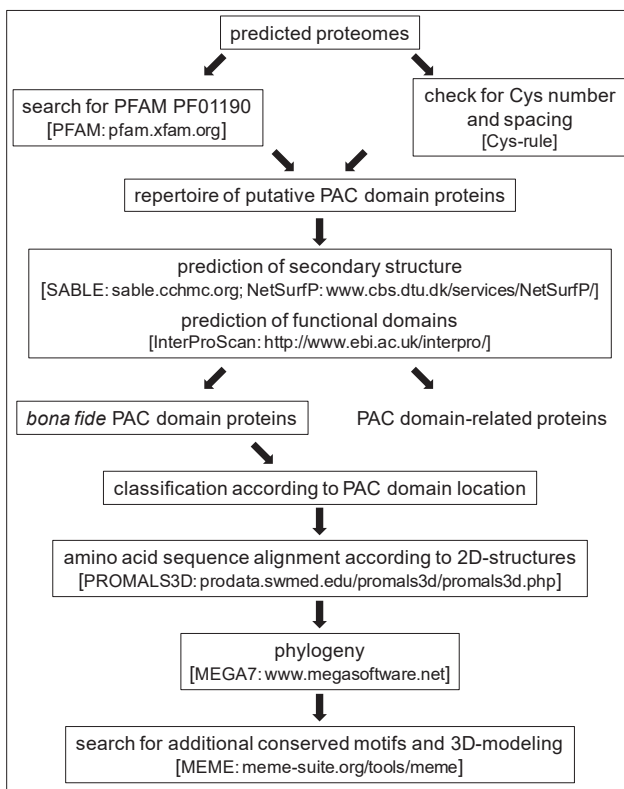 predicted proteomes
search for PFAM PF01190
[PFAM: pfam.xfam.org]
check for Cys number
and spacing
[Cys-rule]
repertoire of putative PAC domain proteins
prediction of secondary structure
[SABLE: sable.cchmc.org; NetSurfP: www.cbs.dtu.dk/services/NetSurfP/]
prediction of functional domains
[InterProScan: http://www.ebi.ac.uk/interpro/]
bona fide PAC domain proteins
PAC domain-related proteins
classification according to PAC domain location
amino acid sequence alignment according to 2D-structures
[PROMALS3D: prodata.swmed.edu/promals3d/promals3d.php]
phylogeny
[MEGA7: www.megasoftware.net]
search for additional conserved motifs and 3D-modeling
[MEME: meme-suite.org/tools/meme]